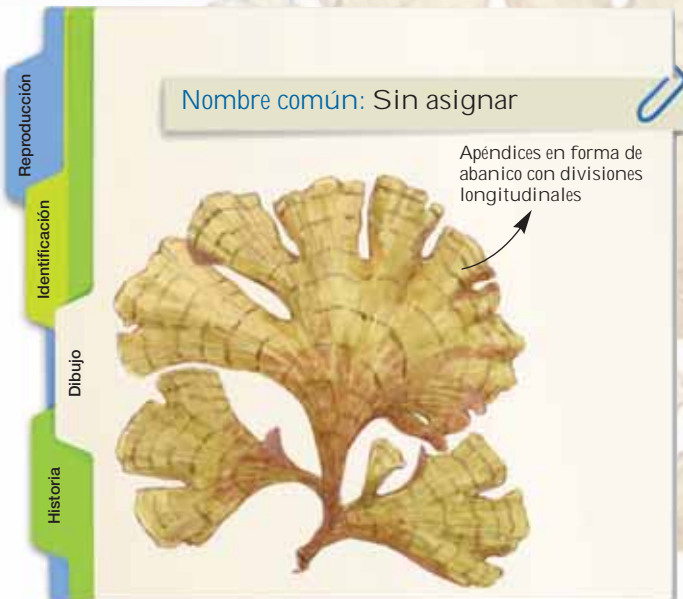 Reproducción
Identificación
Dibujo
Historia
Nombre común: Sin asignar
Apéndices en forma de
abanico con divisiones
longitudinales